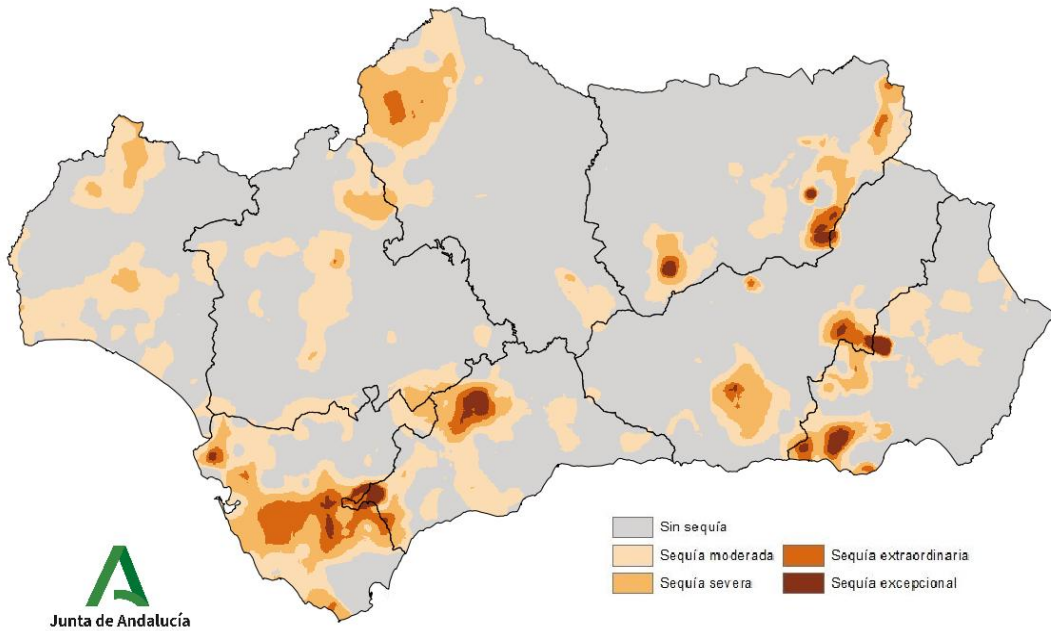 Sin sequía
Sequía moderada
Sequía extraordinaria
Sequía severa
Sequía excepcional
Junta de Andalucía